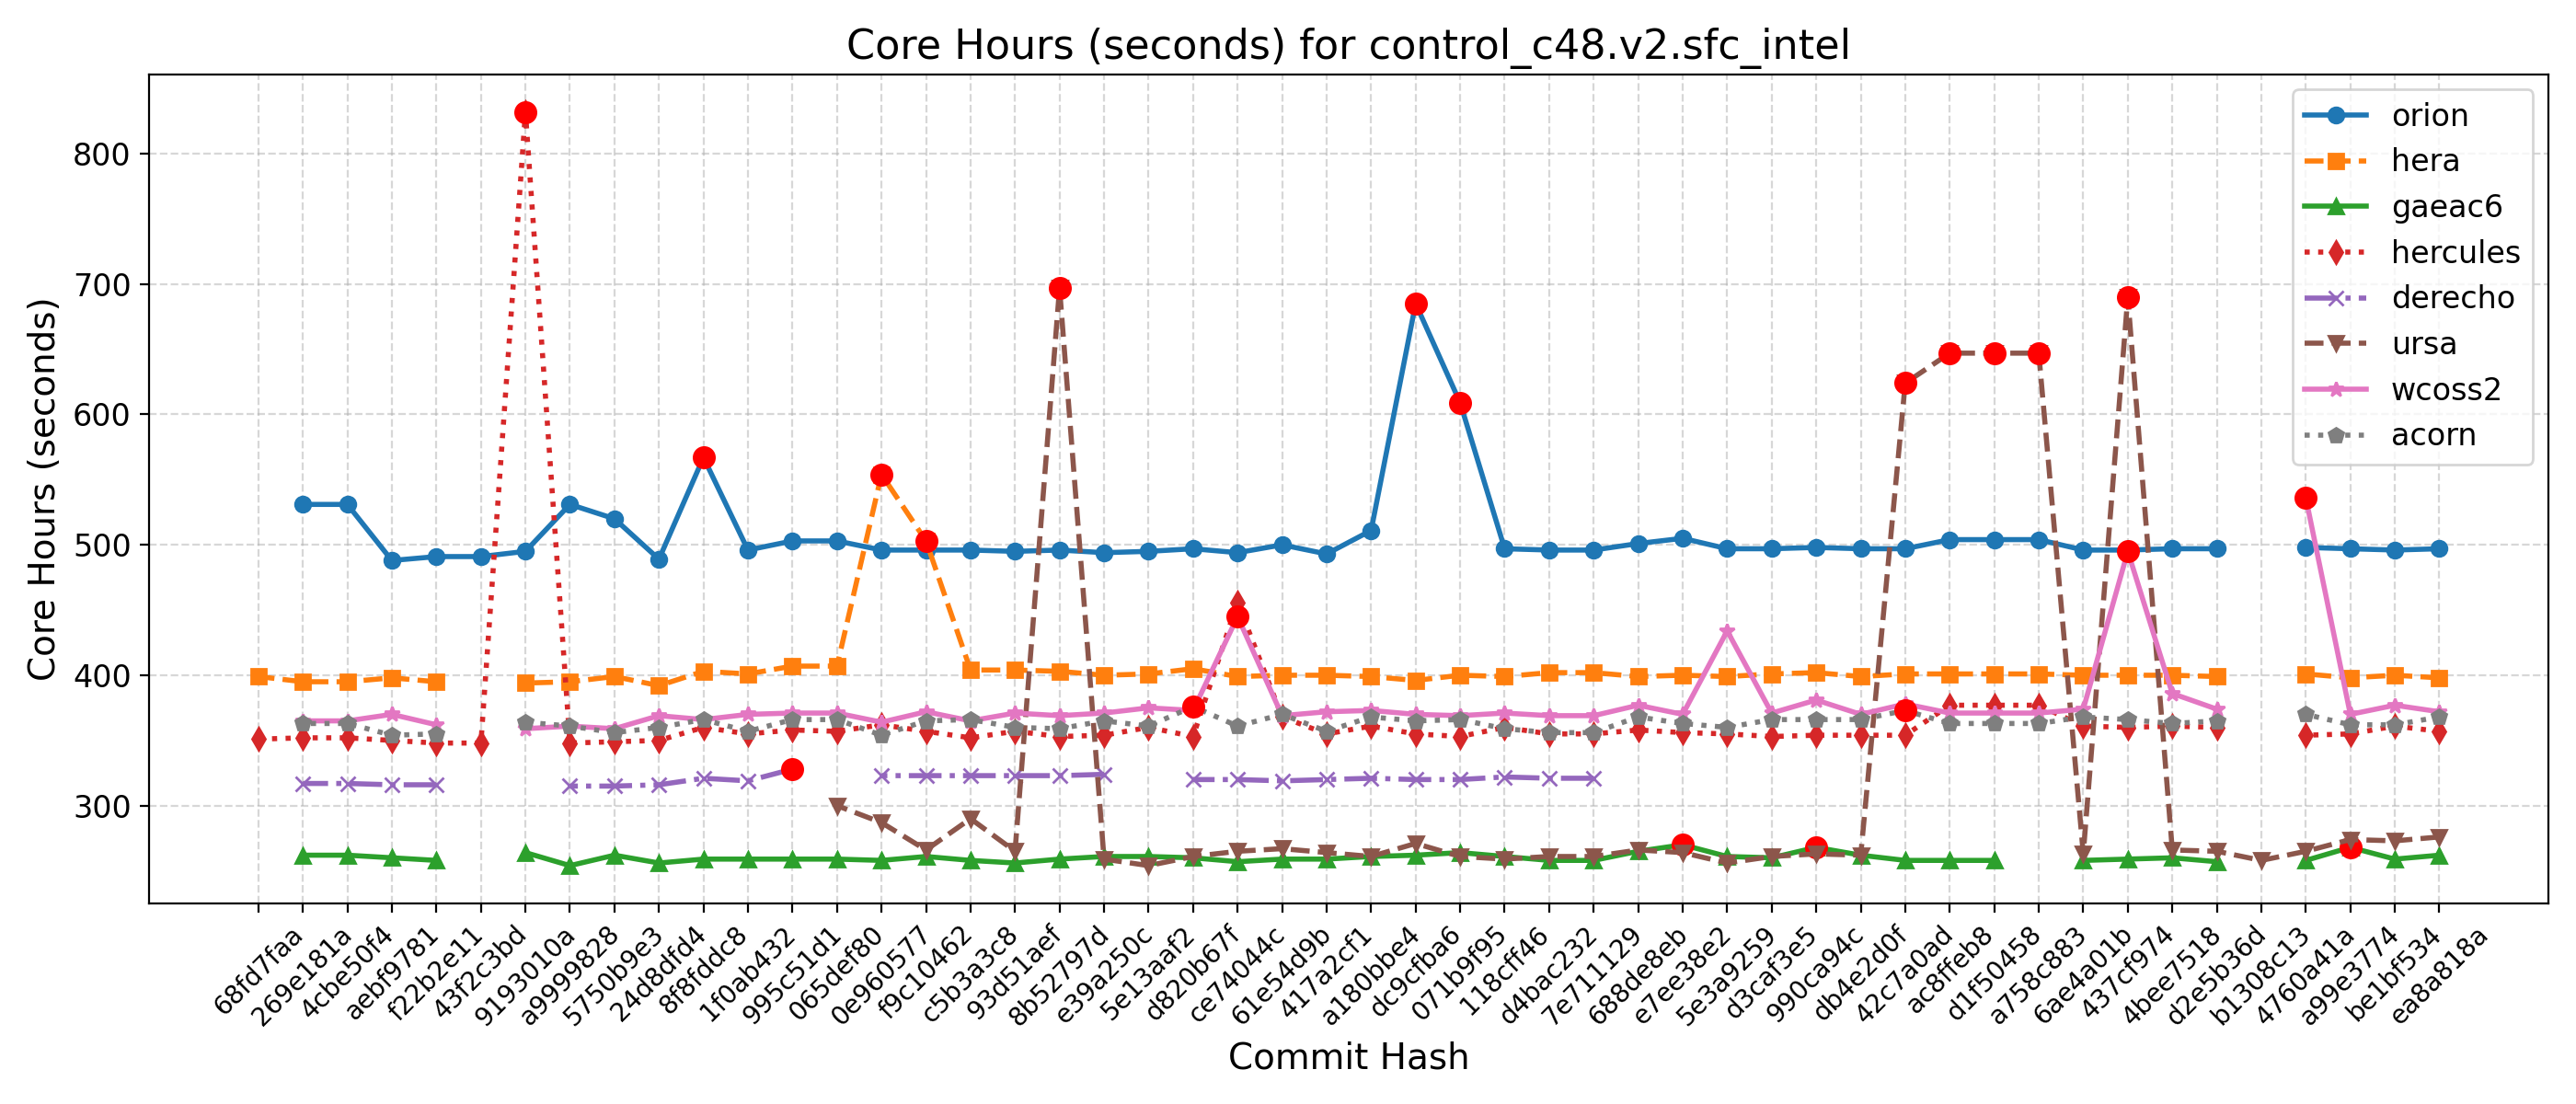 Core Hours (seconds) for control_c48.v2.sfc_intel
Core Hours (seconds)
800
700
600
500
400
300
orion
hera
gaeac6
hercules
derecho
ursa
wcoss2
acorn
68fd7faa
269e181a
4cbe50f4
aebf9781
f22b2e11
43f2c3bd
9193010a
a9999828
5750b9e3
24d8dfd4
8f8fddc8
1f0ab432
995c51d1
065def80
0e960577
f9c10462
c5b3a3c8
93d51aef
8b52797d
e39a250c
5e13aaf2
d820b67f
ce74044c
61e54d9b
417a2cf1
a180bbe4
dc9cfba6
071b9f95
118cff46
d4bac232
7e711129
688de8eb
e7ee38e2
5e3a9259
d3caf3e5
990ca94c
db4e2d0f
42c7a0ad
ac8ffeb8
d1f50458
a758c883
6ae4a01b
437cf974
4bee7518
d2e5b36d
b1308c13
4760a41a
a99e3774
be1bf534
ea8a818a
Commit Hash